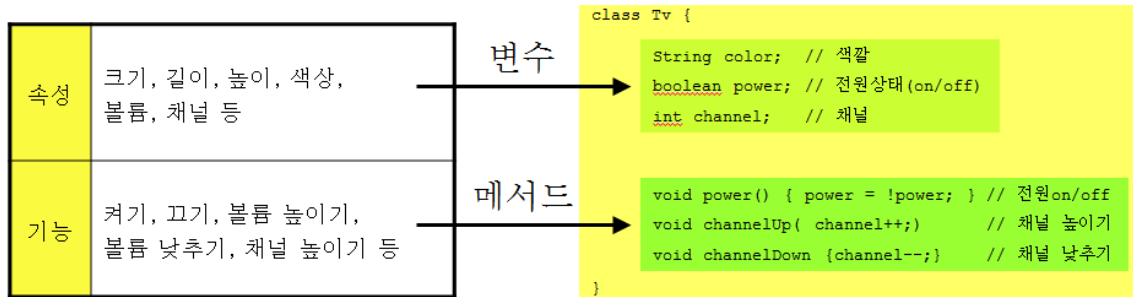 속성
크기, 길이, 높이, 색상,
볼륨, 채널 등
기능
켜기, 끄기, 볼륨 높이기,
볼륨 낮추기, 채널 높이기 등
변수
메서드
class Tv {
String color;  // 색깔
boolean power; // 전원상태(on/off)
int channel;   // 채널
void power() { power = !power; } // 전원on/off
void channelUp( channel++;)      // 채널 높이기
void channelDown {channel--;}    // 채널 낮추기
}